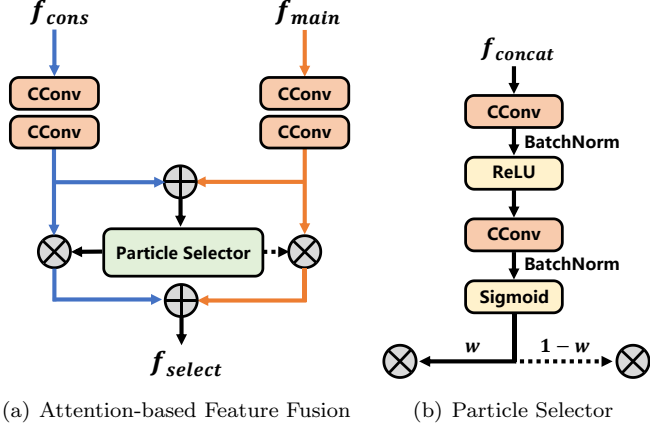 f_cons
f_main
CConv
CConv
CConv
CConv
Particle Selector
f_select
(a) Attention-based Feature Fusion
f_concat
CConv
BatchNorm
ReLU
CConv
BatchNorm
Sigmoid
w
1 − w
(b) Particle Selector